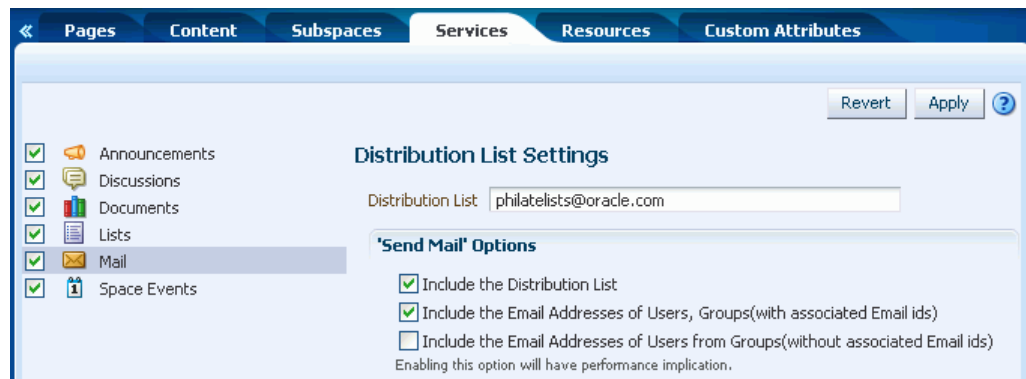 Pages Content Subspaces Services Resources Custom Attributes
Revert Apply ?
Announcements
Discussions
Documents
Lists
Mail
1 Space Events
Distribution List Settings
Distribution List philatelists@oracle.com
'Send Mail' Options
Include the Distribution List
Include the Email Addresses of Users, Groups(with associated Email ids)
Include the Email Addresses of Users from Groups(without associated Email ids)
Enabling this option will have performance implication.